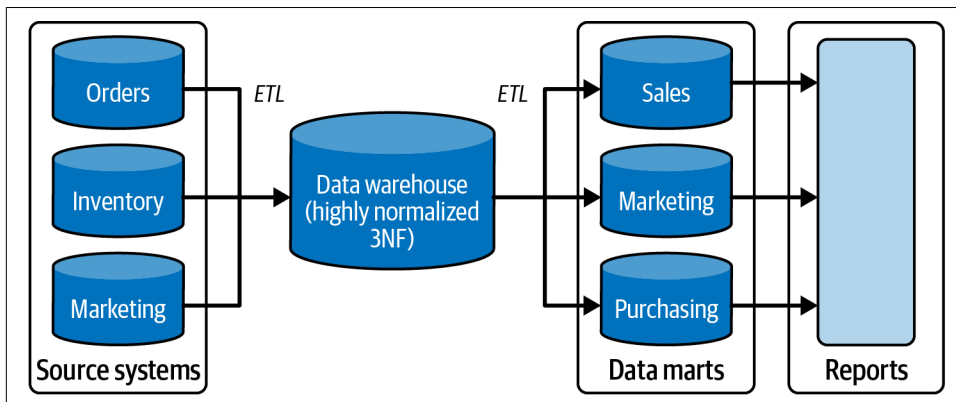 Orders
Inventory
Marketing
Source systems
ETL
Data warehouse
(highly normalized
3NF)
ETL
Sales
Marketing
Purchasing
Data marts
Reports